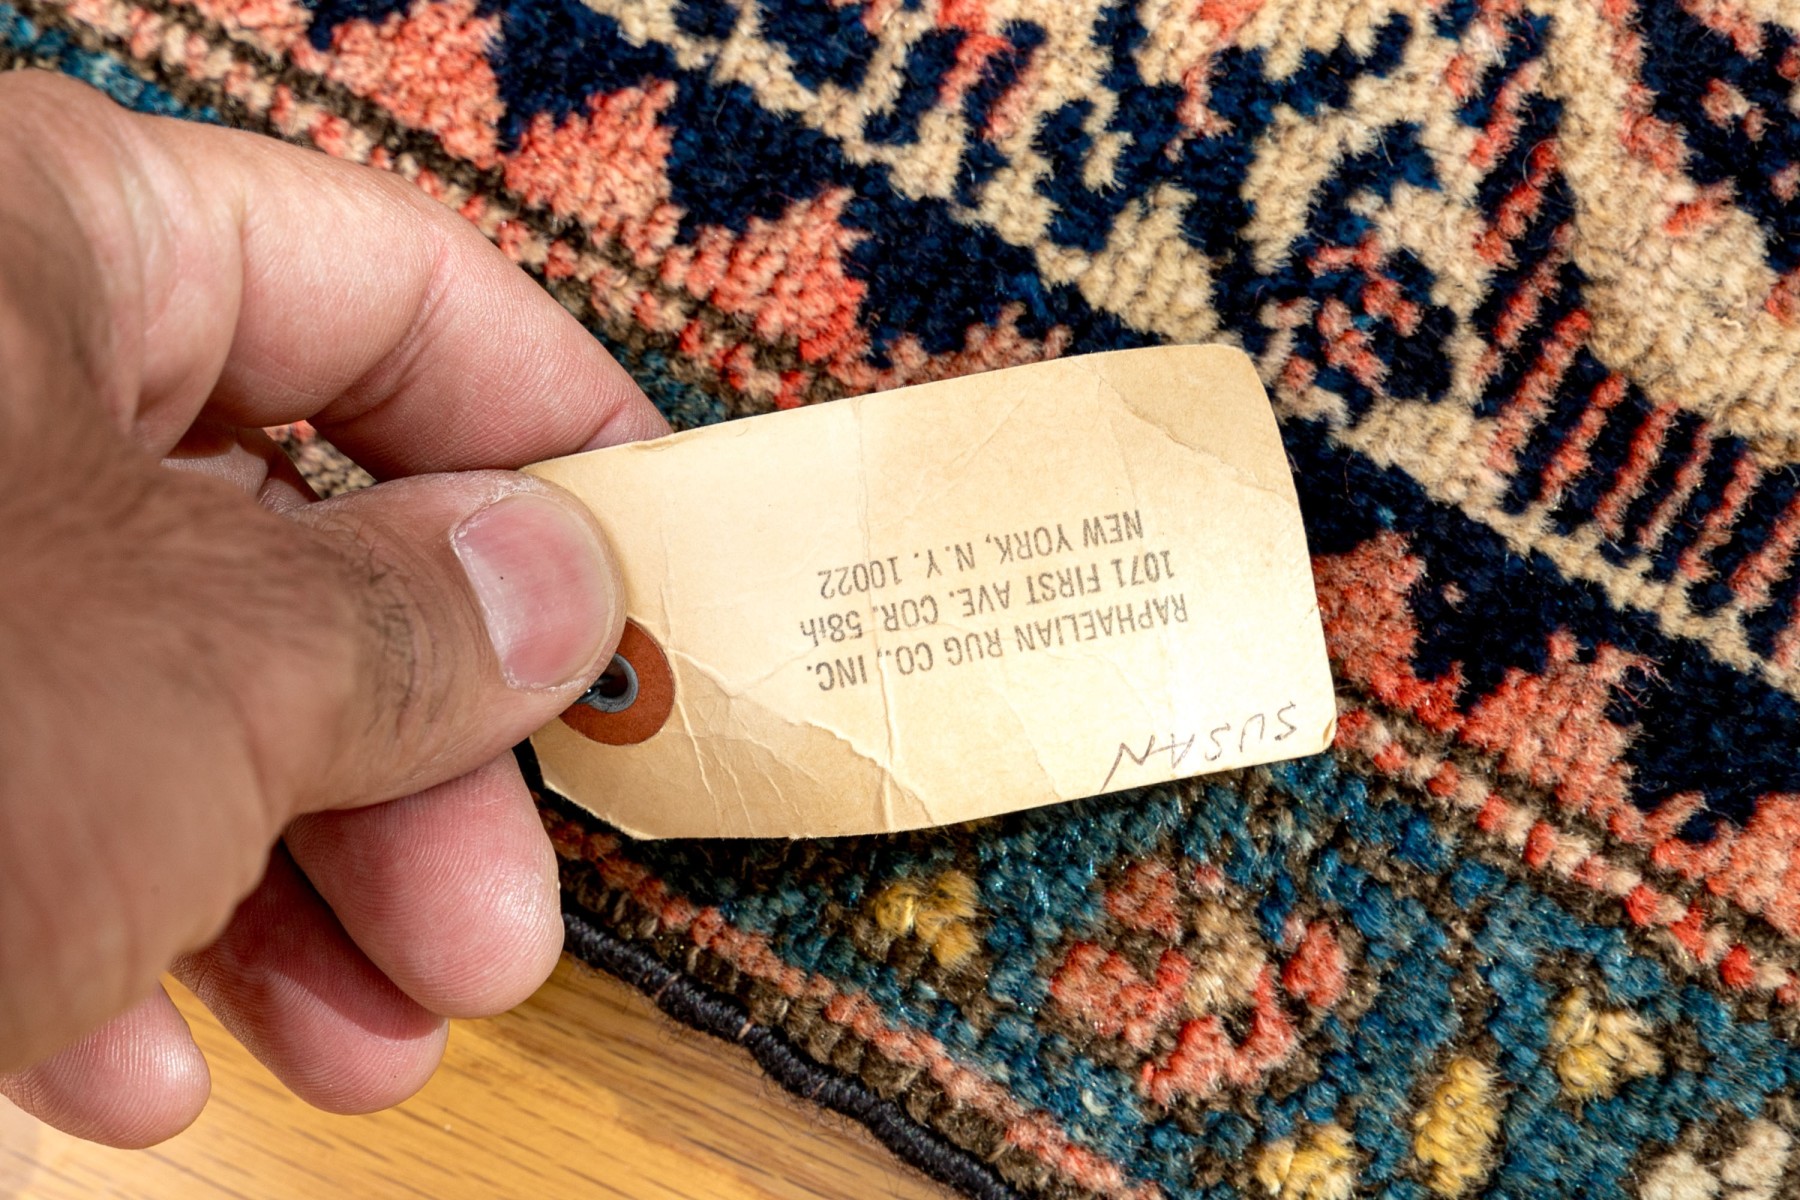 SUSAN
RAPHAELIAN RUG CO., INC.
1071 FIRST AVE. COR. 58th
NEW YORK, N.Y. 10022